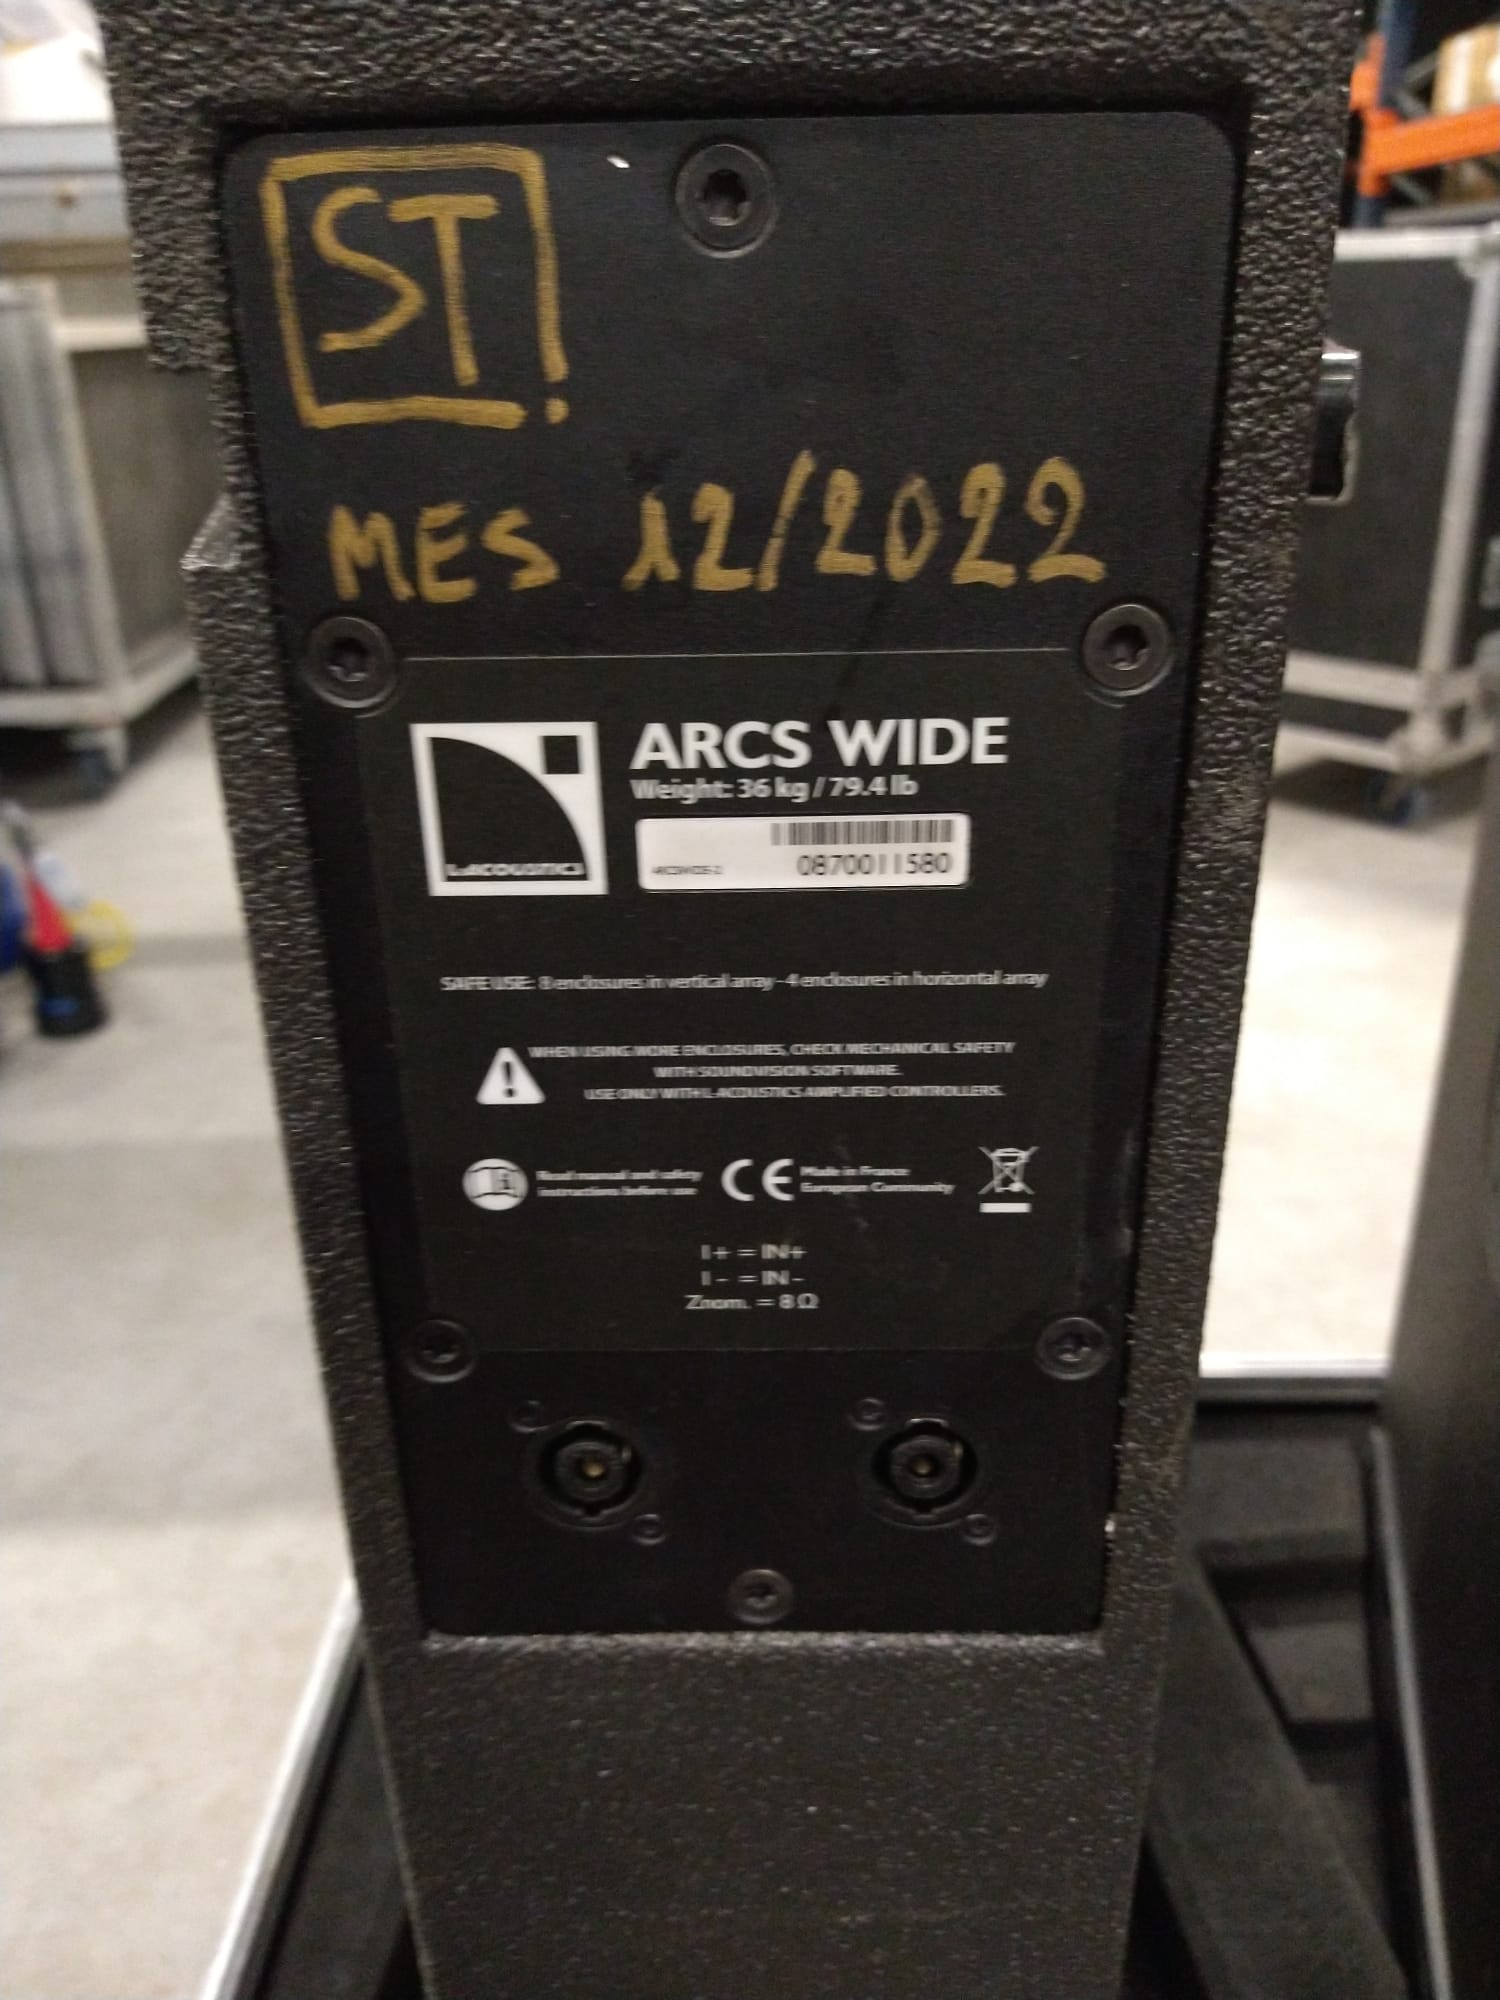 ST
MES 12/2022
ARCS WIDE
Weight: 36 kg / 79.4 lb
0870011580
L-ACOUSTICS
SAFE USE: 8 enclosures in vertical array - 4 enclosures in horizontal array
WHEN USING MORE ENCLOSURES, CHECK MECHANICAL SAFETY
WITH SOUNDVISION SOFTWARE.
USE ONLY WITH L-ACOUSTICS AMPLIFIED CONTROLLERS.
Read manual and safety
instructions before use
CE
Made in France
European Community
1+ = IN+
1- = IN-
Znom. = 8 Ω